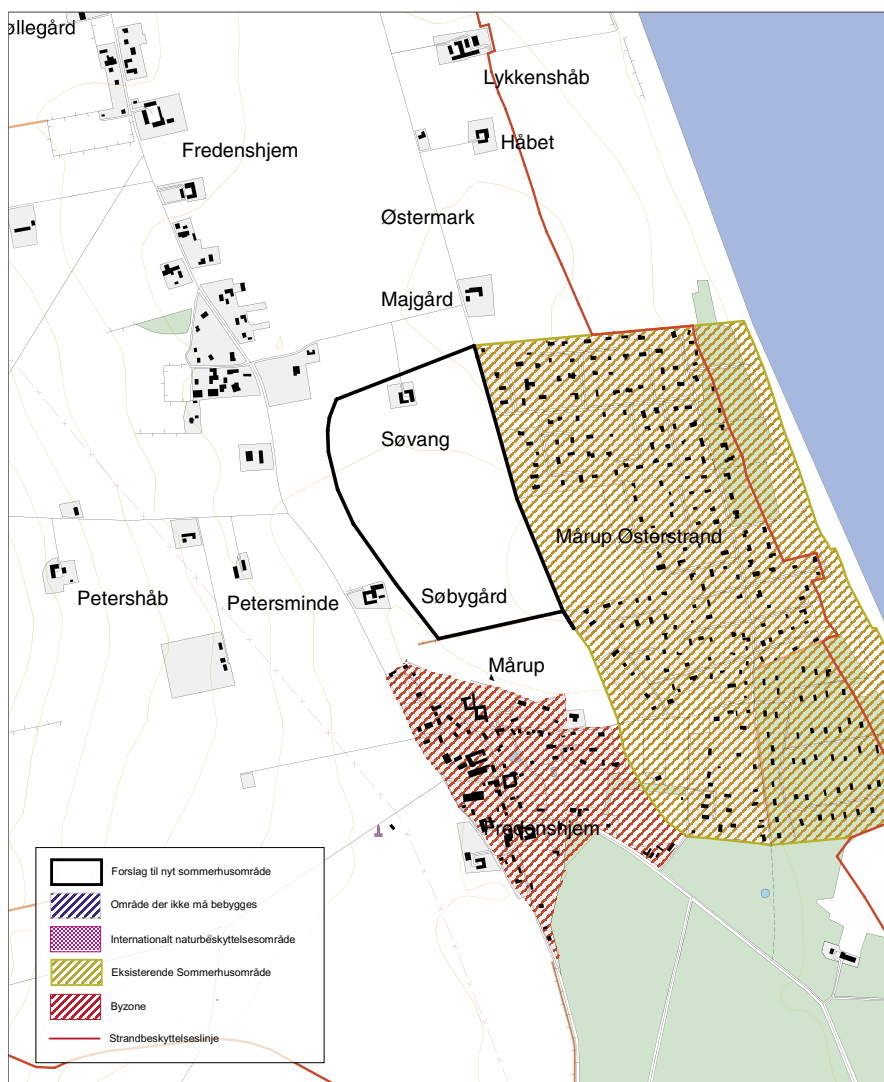 øllegård
Lykkenshåb
Håbet
Fredenshjem
Østermark
Majgård
Søvang
Mårup Østerstrand
Petershåb
Petersminde
Søbygård
Mårup
Fredenshjem
Forslag til nyt sommerhusområde
Område der ikke må bebygges
Internationalt naturbeskyttelsesområde
Eksisterende Sommerhusområde
Byzone
Strandbeskyttelseslinje